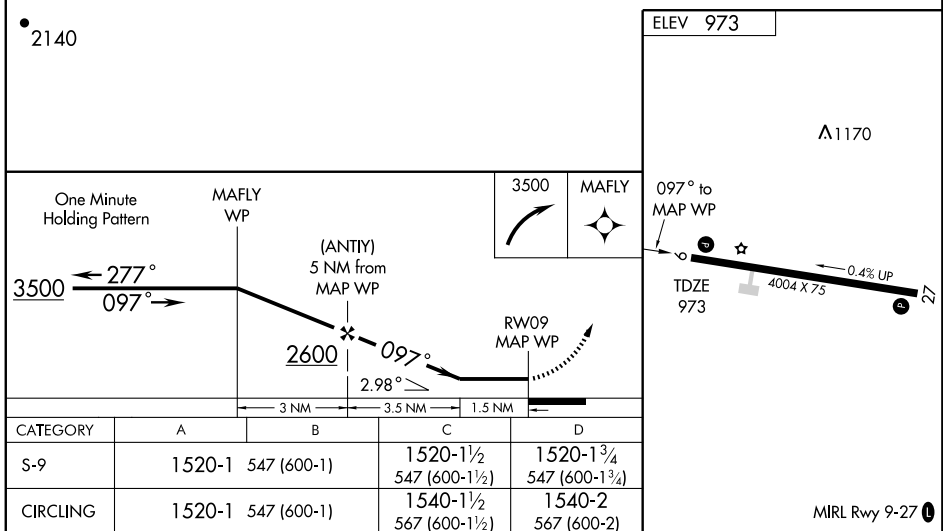 2140
ELEV 973
1170
One Minute
Holding Pattern
MAFLY
WP
3500
MAFLY
(ANTIY)
5 NM from
MAP WP
277°
3500
097°
2600
097°
2.98°
RW09
MAP WP
3 NM
3.5 NM
1.5 NM
097° to
MAP WP
9
P
TDZE
973
0.4% UP
4004 X 75
27
P
CATEGORY A B C D
S-9 1520-1 547 (600-1) 1520-1½ 547 (600-1½) 1520-1¾ 547 (600-1¾)
CIRCLING 1520-1 547 (600-1) 1540-1½ 567 (600-1½) 1540-2 567 (600-2)
MIRL Rwy 9-27 L